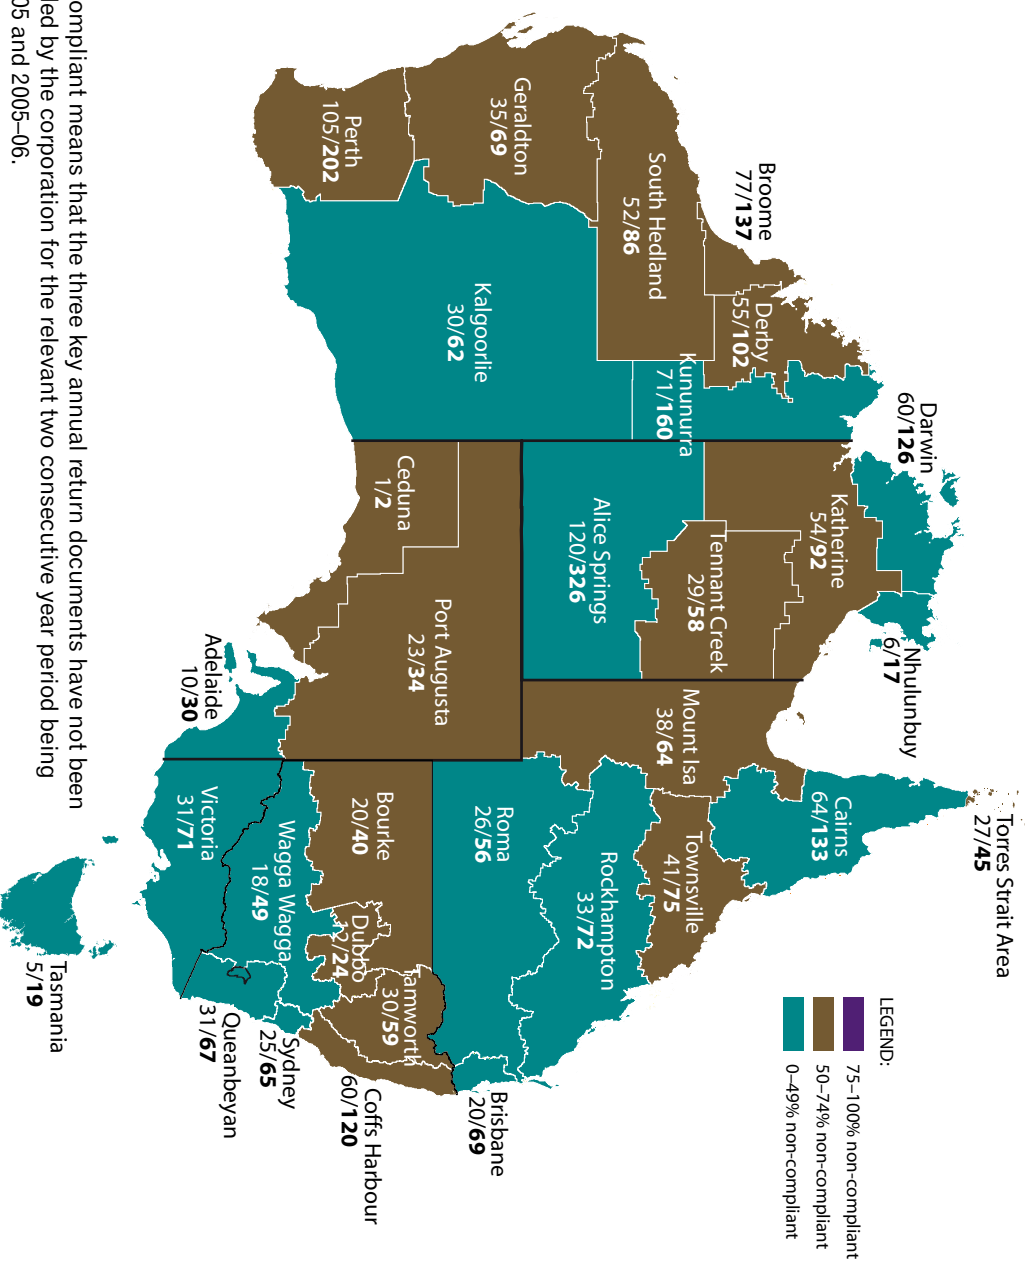 Broome
77/137
Darwin
60/126
Nhulunbuy
6/17
Torres Strait Area
27/45
LEGEND:
75–100% non-compliant
50–74% non-compliant
0–49% non-compliant
Derby
55/102
Kununurra
71/160
Katherine
54/92
Tennant Creek
29/58
Cairns
64/133
South Hedland
52/86
Mount Isa
38/64
Townsville
41/75
Geraldton
35/69
Alice Springs
120/326
Rockhampton
33/72
Kalgoorlie
30/62
Roma
26/56
Brisbane
20/69
Perth
105/202
Ceduna
1/2
Port Augusta
23/34
Bourke
20/40
Dubbo
12/24
Tamworth
30/59
Coffs Harbour
60/120
Adelaide
10/30
Wagga Wagga
18/49
Sydney
25/65
Victoria
31/71
Queanbeyan
31/67
Tasmania
5/19
compliant means that the three key annual return documents have not been
by the corporation for the relevant two consecutive year period being
05 and 2005–06.